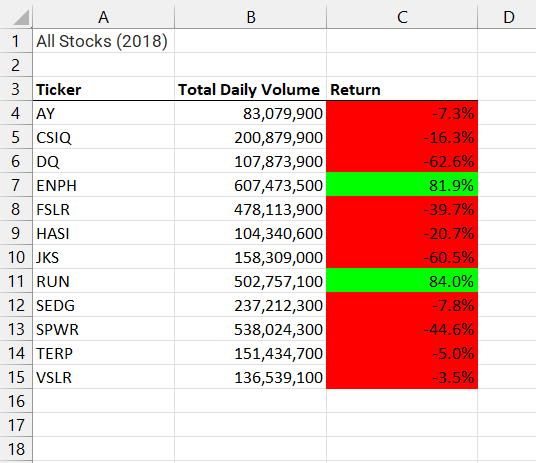 A B C D
1 All Stocks (2018)
2
3 Ticker Total Daily Volume Return
4 AY 83,079,900 -7.3%
5 CSIQ 200,879,900 -16.3%
6 DQ 107,873,900 -62.6%
7 ENPH 607,473,500 81.9%
8 FSLR 478,113,900 -39.7%
9 HASI 104,340,600 -20.7%
10 JKS 158,309,000 -60.5%
11 RUN 502,757,100 84.0%
12 SEDG 237,212,300 -7.8%
13 SPWR 538,024,300 -44.6%
14 TERP 151,434,700 -5.0%
15 VSLR 136,539,100 -3.5%
16
17
18